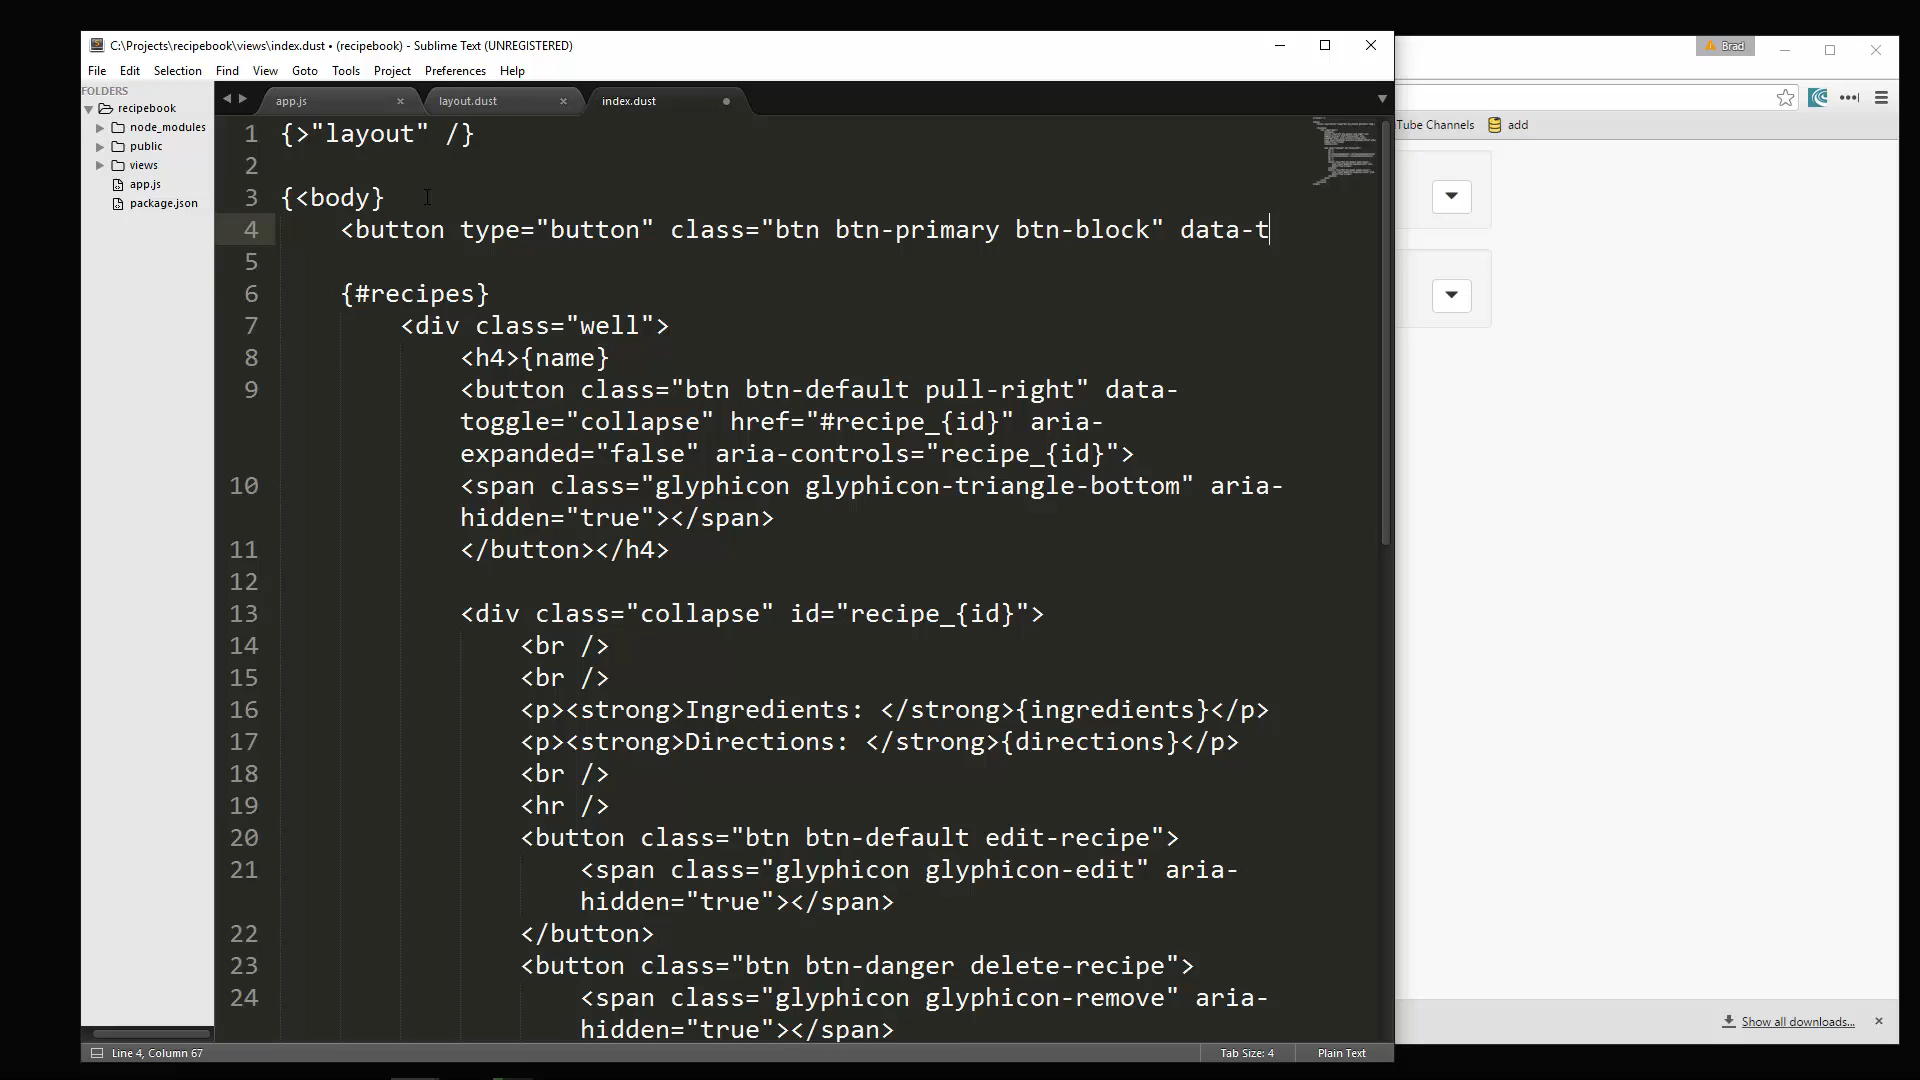 C:\Projects\recipebook\views\index.dust • (recipebook) - Sublime Text (UNREGISTERED)
Brad
File Edit Selection Find View Goto Tools Project Preferences Help
FOLDERS
recipebook
node_modules
public
views
app.js
package.json
app.js
layout.dust
index.dust
Tube Channels
add
1 {>"layout" /}
2
3 {<body}
4 <button type="button" class="btn btn-primary btn-block" data-t
5
6 {#recipes}
7 <div class="well">
8 <h4>{name}
9 <button class="btn btn-default pull-right" data-
toggle="collapse" href="#recipe_{id}" aria-
expanded="false" aria-controls="recipe_{id}">
10 <span class="glyphicon glyphicon-triangle-bottom" aria-
hidden="true"></span>
11 </button></h4>
12
13 <div class="collapse" id="recipe_{id}">
14 <br />
15 <br />
16 <p><strong>Ingredients: </strong>{ingredients}</p>
17 <p><strong>Directions: </strong>{directions}</p>
18 <br />
19 <hr />
20 <button class="btn btn-default edit-recipe">
21 <span class="glyphicon glyphicon-edit" aria-
hidden="true"></span>
22 </button>
23 <button class="btn btn-danger delete-recipe">
24 <span class="glyphicon glyphicon-remove" aria-
hidden="true"></span>
Show all downloads...
Line 4, Column 67
Tab Size: 4
Plain Text